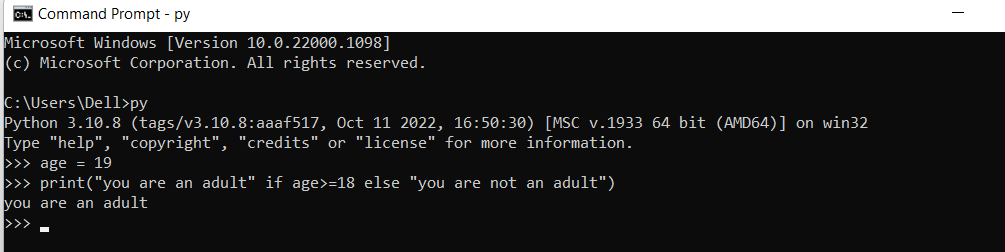 Command Prompt - py
Microsoft Windows [Version 10.0.22000.1098]
(c) Microsoft Corporation. All rights reserved.
C:\Users\Dell>py
Python 3.10.8 (tags/v3.10.8:aaaf517, Oct 11 2022, 16:50:30) [MSC v.1933 64 bit (AMD64)] on win32
Type "help", "copyright", "credits" or "license" for more information.
>>> age = 19
>>> print("you are an adult" if age>=18 else "you are not an adult")
you are an adult
>>>